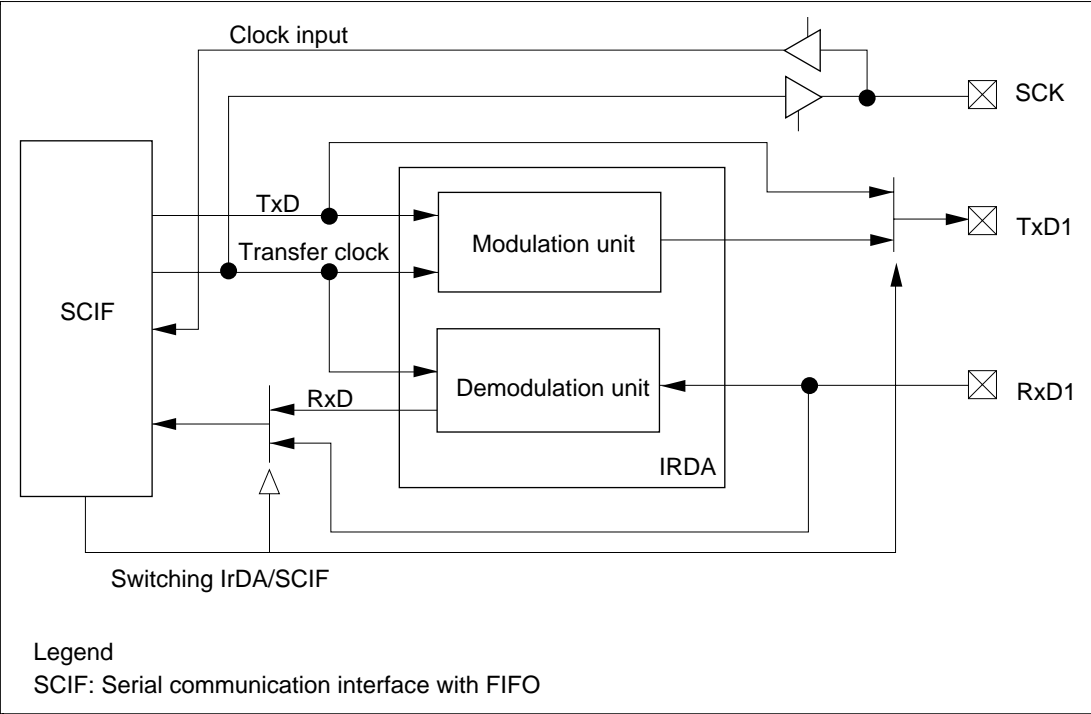 Clock input
SCK
TxD
TxD1
Modulation unit
Transfer clock
SCIF
Demodulation unit
RxD
RxD1
IRDA
Switching IrDA/SCIF
Legend
SCIF: Serial communication interface with FIFO